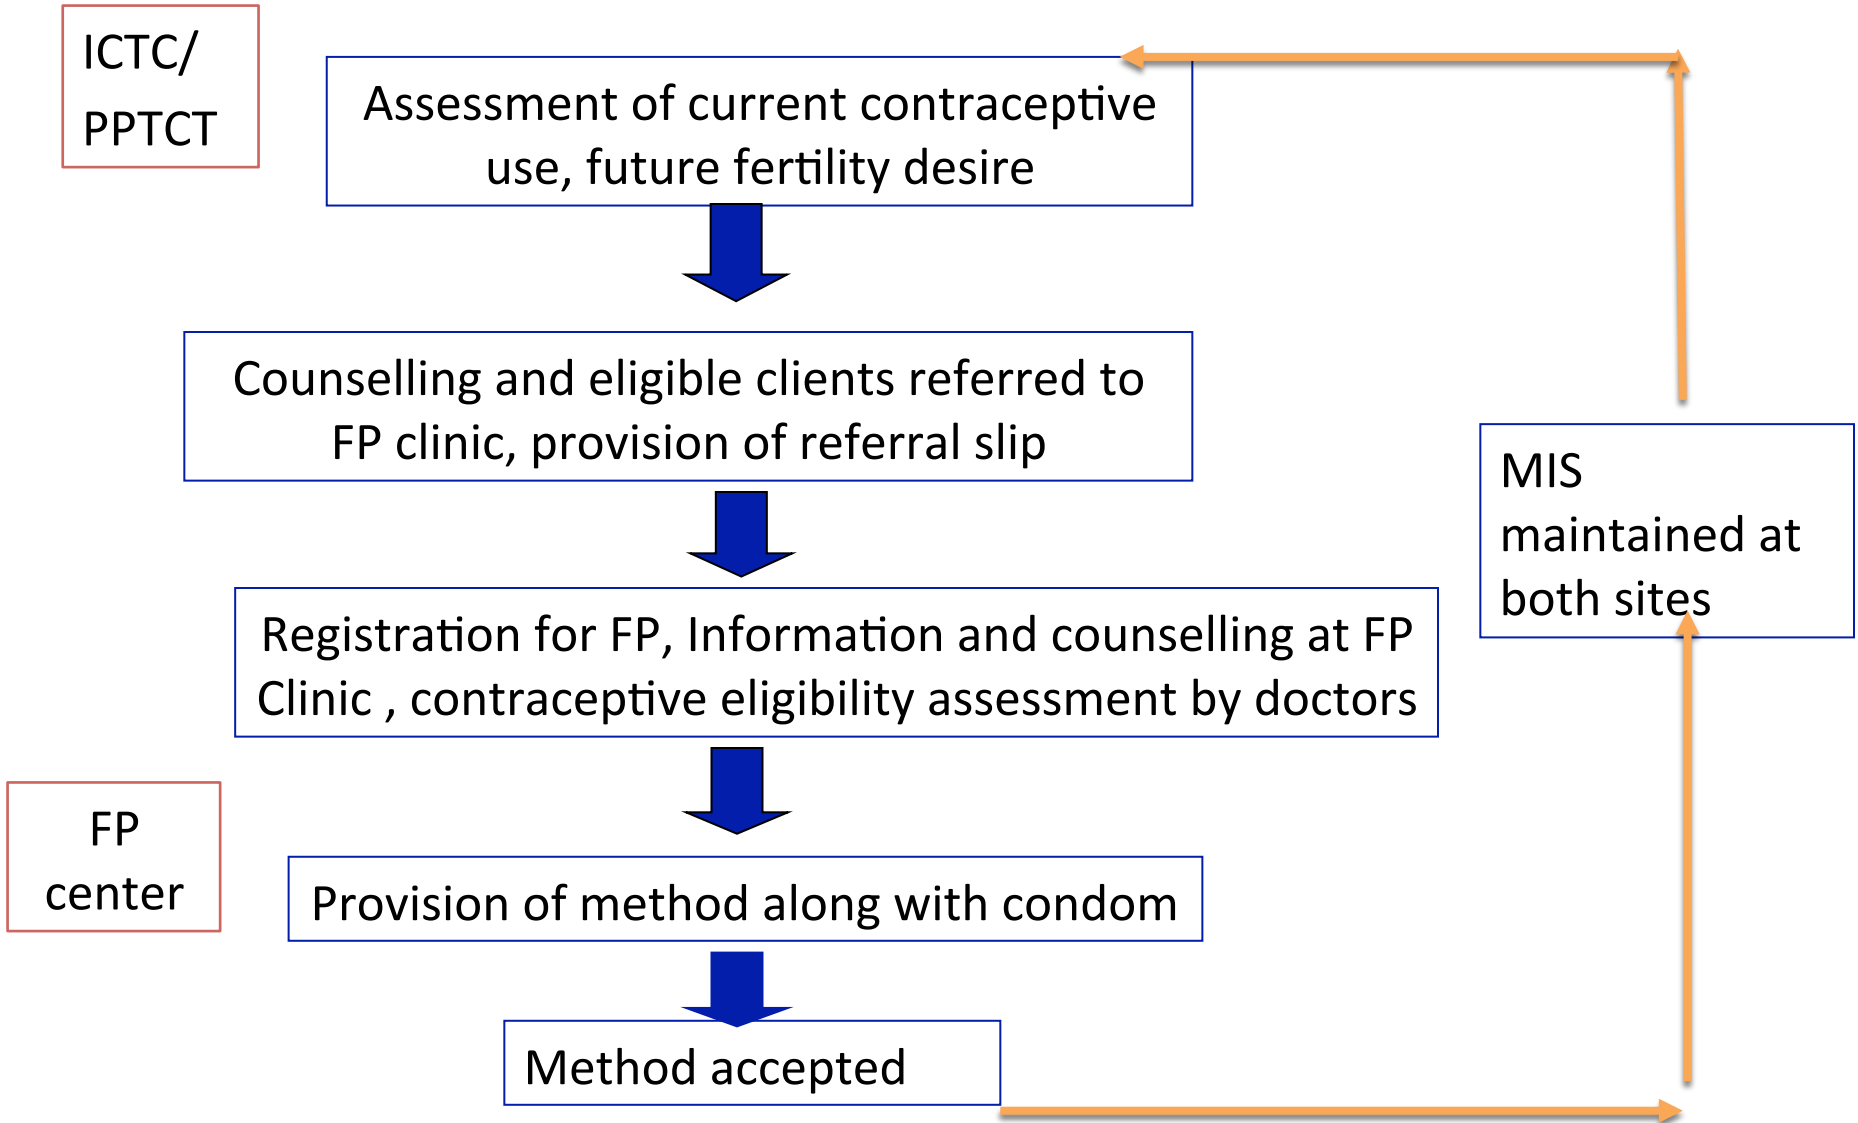 ICTC/
PPTCT
Assessment of current contraceptive
use, future fertility desire
Counselling and eligible clients referred to
FP clinic, provision of referral slip
MIS
maintained at
both sites
Registration for FP, Information and counselling at FP
Clinic , contraceptive eligibility assessment by doctors
FP
center
Provision of method along with condom
Method accepted